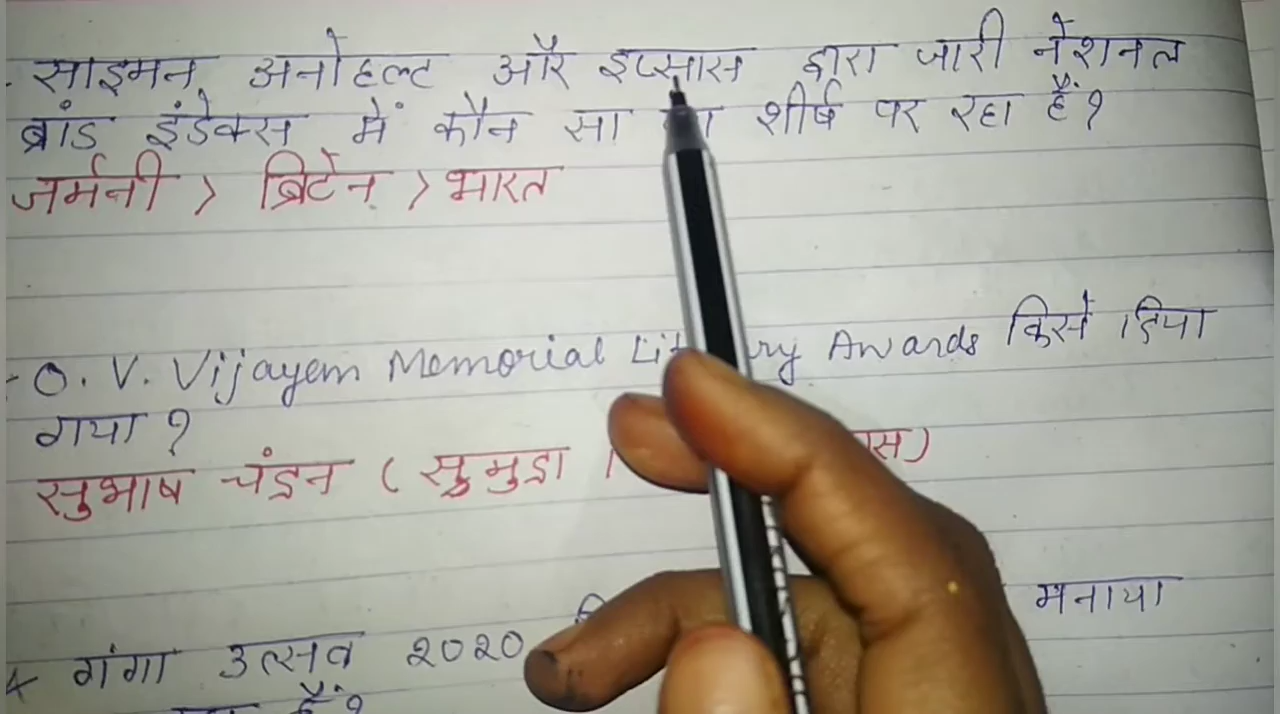 साइमन अनोहल्ट और इप्सास द्वारा जारी नेशनल
ब्रांड इंडेक्स में कौन सा शीर्ष पर रहा हैं?
जर्मनी > ब्रिटेन > भारत
O. V. Vijayem Memorial Awards किसे दिया
गया ?
सुभाष चंद्रन ( सुमुद्रा
गंगा उत्सव २०२० मनाया
हैं?